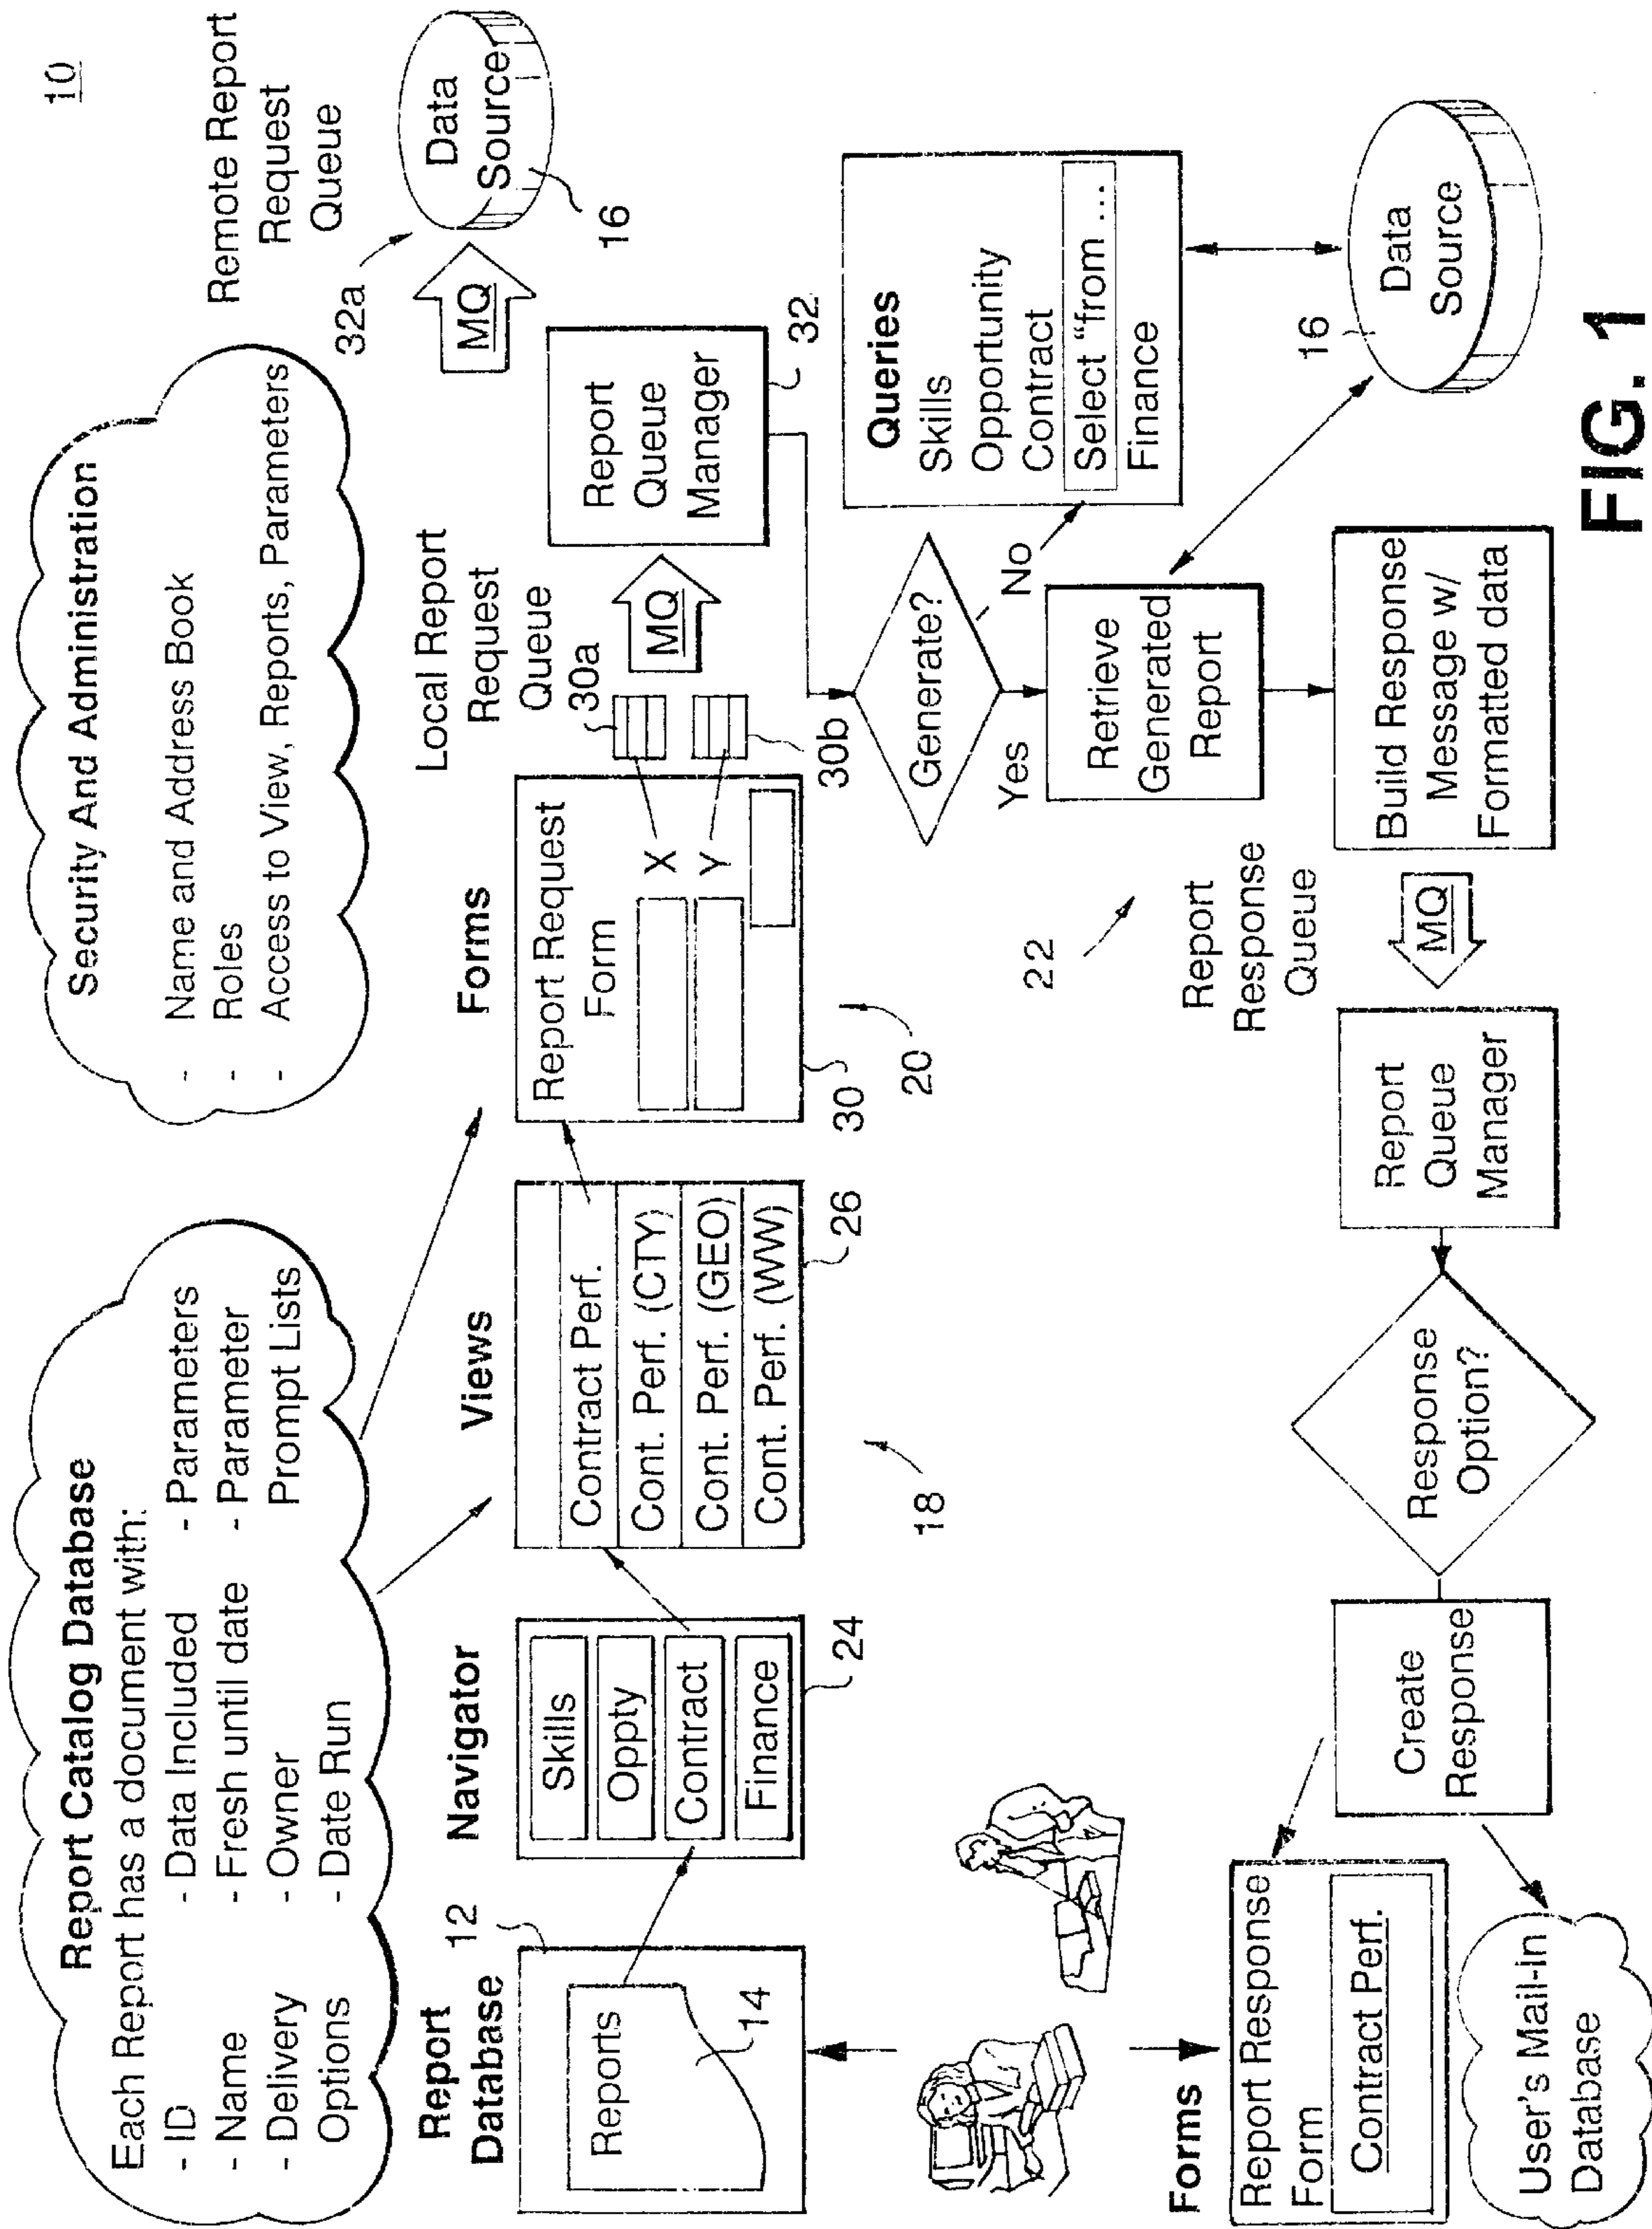 10
Report Catalog Database
Each Report has a document with:
- ID
- Name
- Delivery
Options
- Data Included
- Fresh until date
- Owner
- Date Run
- Parameters
- Parameter
Prompt Lists
Security And Administration
- Name and Address Book
- Roles
- Access to View, Reports, Parameters
Remote Report
Request
Queue
32a
Data
Source
16
MQ
Report
Database
12
Reports
14
Navigator
Skills
Oppty
Contract
Finance
24
Views
Contract Perf.
Cont. Perf. (CTY)
Cont. Perf. (GEO)
Cont. Perf. (WW)
26
18
Forms
Report Request
Form
X
Y
30
20
Local Report
Request
Queue
30a
30b
MQ
Report
Queue
Manager
32
Generate?
Yes
No
Queries
Skills
Opportunity
Contract
Select "from ...
Finance
Retrieve
Generated
Report
Data
Source
16
22
Build Response
Message w/
Formatted data
Report
Response
Queue
MQ
Report
Queue
Manager
Response
Option?
Create
Response
Forms
Report Response
Form
Contract Perf.
User's Mail-in
Database
FIG. 1